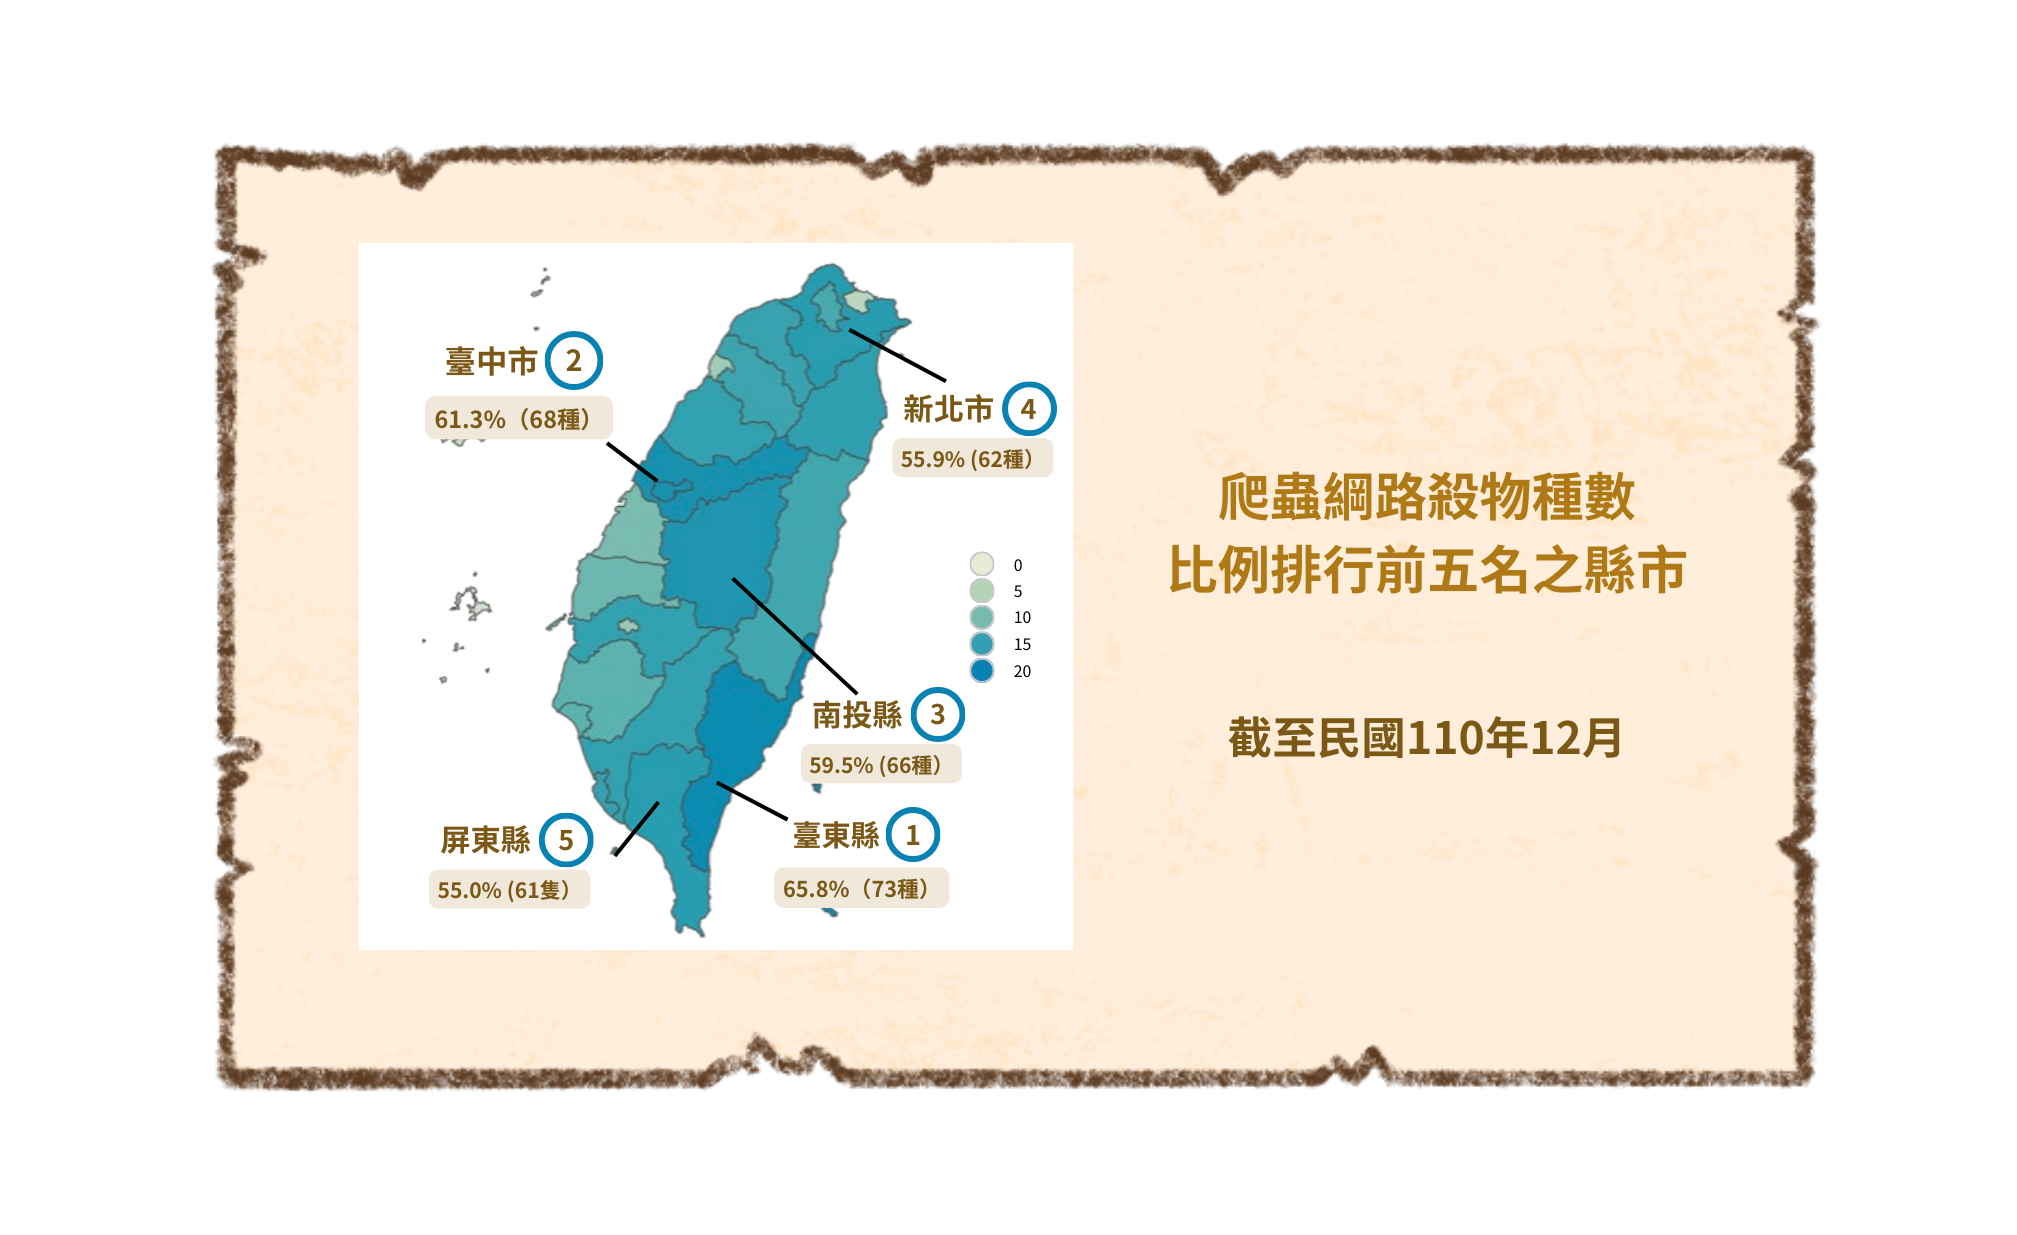 臺中市 2
61.3%（68種）
新北市 4
55.9% (62種）
0
5
10
15
20
南投縣 3
59.5% (66種）
臺東縣 1
65.8%（73種）
屏東縣 5
55.0% (61隻）
爬蟲綱路殺物種數
比例排行前五名之縣市
截至民國110年12月